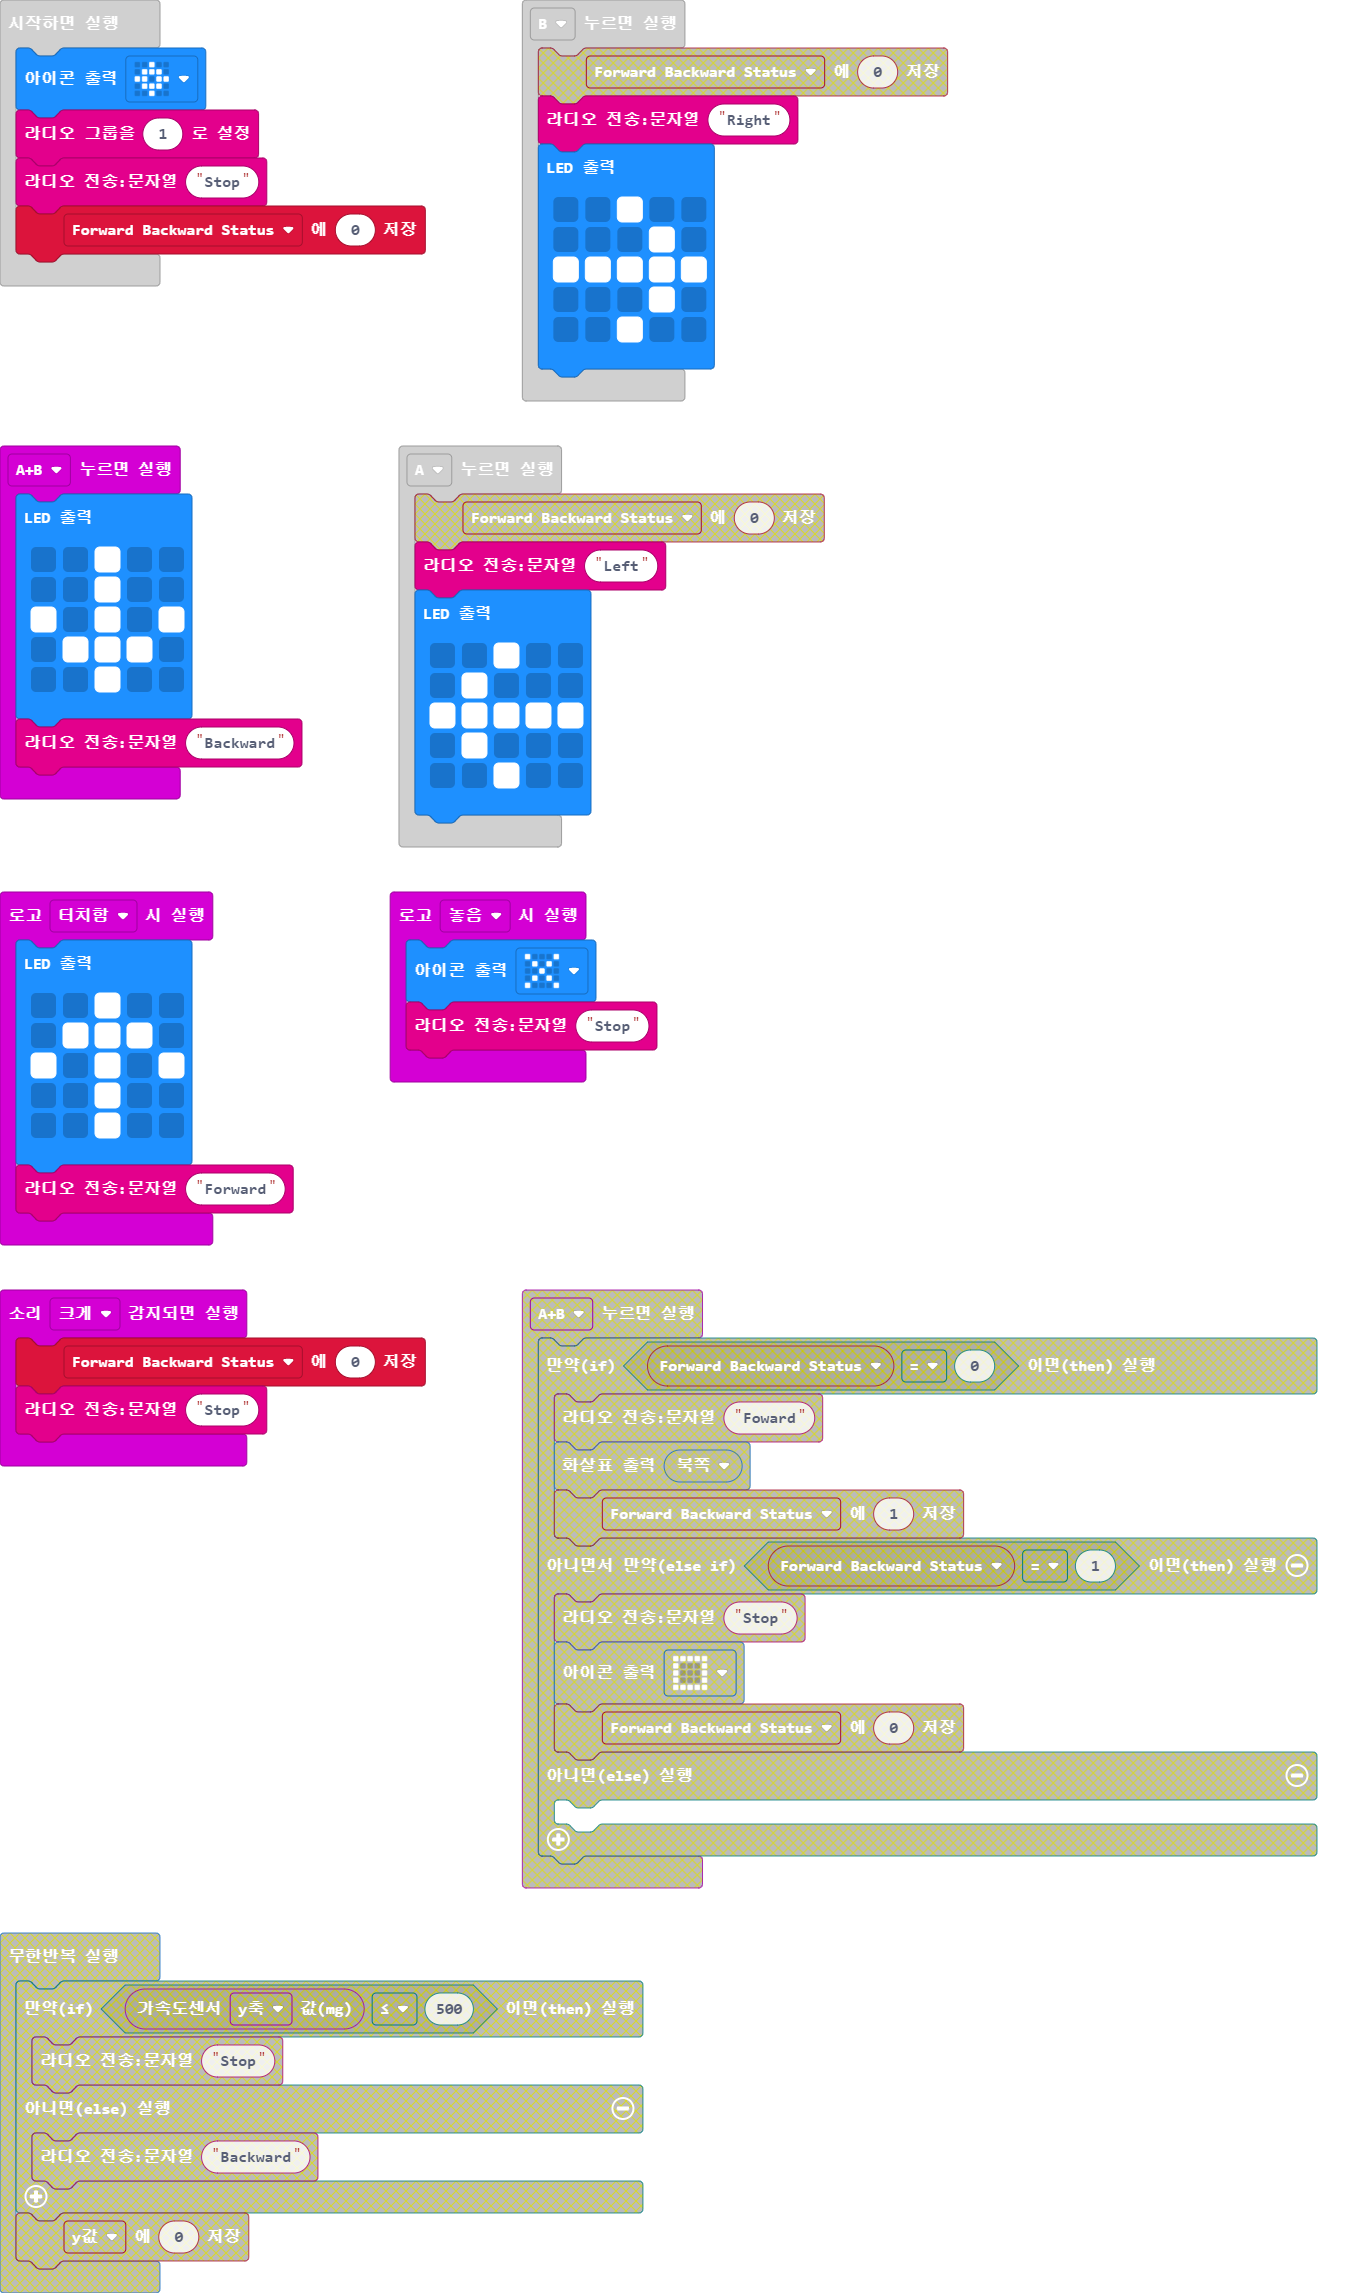 시작하면 실행
아이콘 출력
라디오 그룹을 1 로 설정
라디오 전송:문자열 "Stop"
Forward Backward Status 에 0 저장
B 누르면 실행
Forward Backward Status 에 0 저장
라디오 전송:문자열 "Right"
LED 출력
A+B 누르면 실행
LED 출력
라디오 전송:문자열 "Backward"
A 누르면 실행
Forward Backward Status 에 0 저장
라디오 전송:문자열 "Left"
LED 출력
로고 터치함 시 실행
LED 출력
라디오 전송:문자열 "Forward"
로고 놓음 시 실행
아이콘 출력
라디오 전송:문자열 "Stop"
소리 크게 감지되면 실행
Forward Backward Status 에 0 저장
라디오 전송:문자열 "Stop"
A+B 누르면 실행
만약(if) Forward Backward Status = 0 이면(then) 실행
라디오 전송:문자열 "Foward"
화살표 출력 북쪽
Forward Backward Status 에 1 저장
아니면서 만약(else if) Forward Backward Status = 1 이면(then) 실행
라디오 전송:문자열 "Stop"
아이콘 출력
Forward Backward Status 에 0 저장
아니면(else) 실행
무한반복 실행
만약(if) 가속도센서 y축 값(mg) ≤ 500 이면(then) 실행
라디오 전송:문자열 "Stop"
아니면(else) 실행
라디오 전송:문자열 "Backward"
y값 에 0 저장